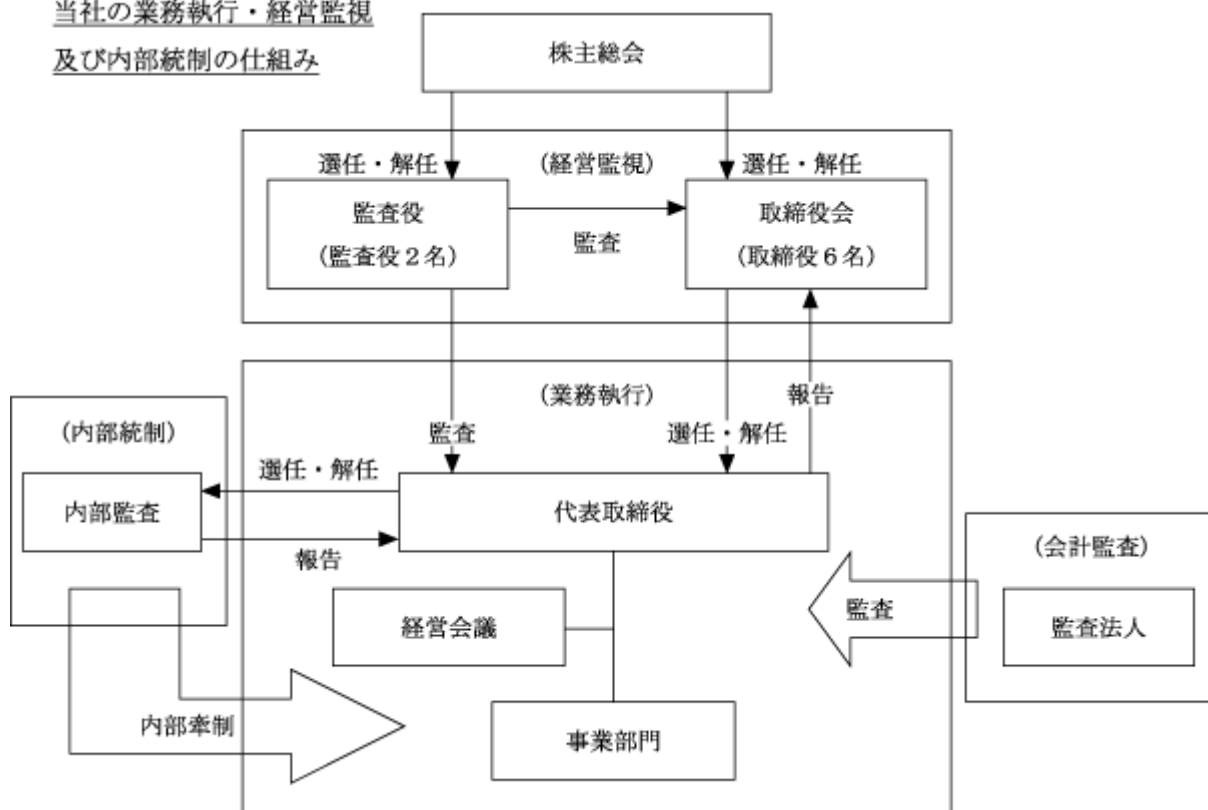 当社の業務執行・経営監視
及び内部統制の仕組み
株主総会
選任・解任
(経営監視)
選任・解任
監査役
(監査役２名)
監査
取締役会
(取締役６名)
(業務執行)
報告
(内部統制)
監査
選任・解任
選任・解任
内部監査
代表取締役
報告
(会計監査)
経営会議
監査
監査法人
内部牽制
事業部門